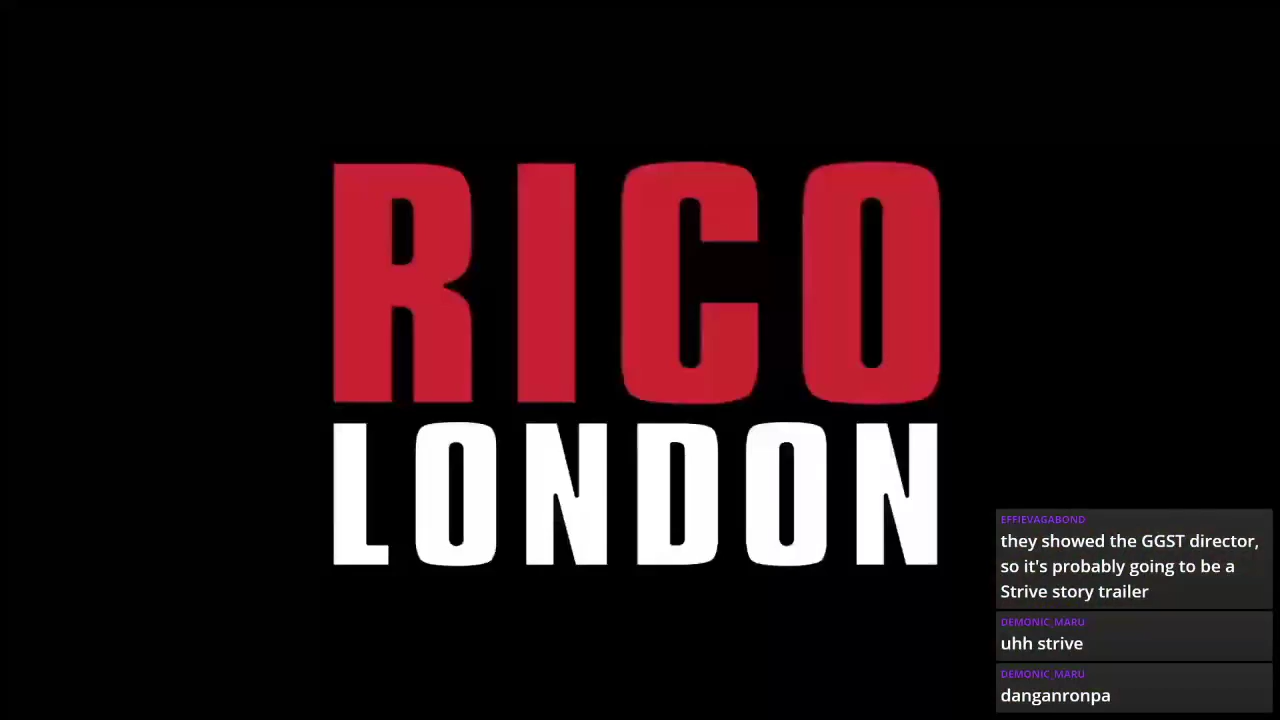 RICO
LONDON
EFFIEVAGABOND
they showed the GGST director,
so it's probably going to be a
Strive story trailer
DEMONIC_MARU
uhh strive
DEMONIC_MARU
danganronpa